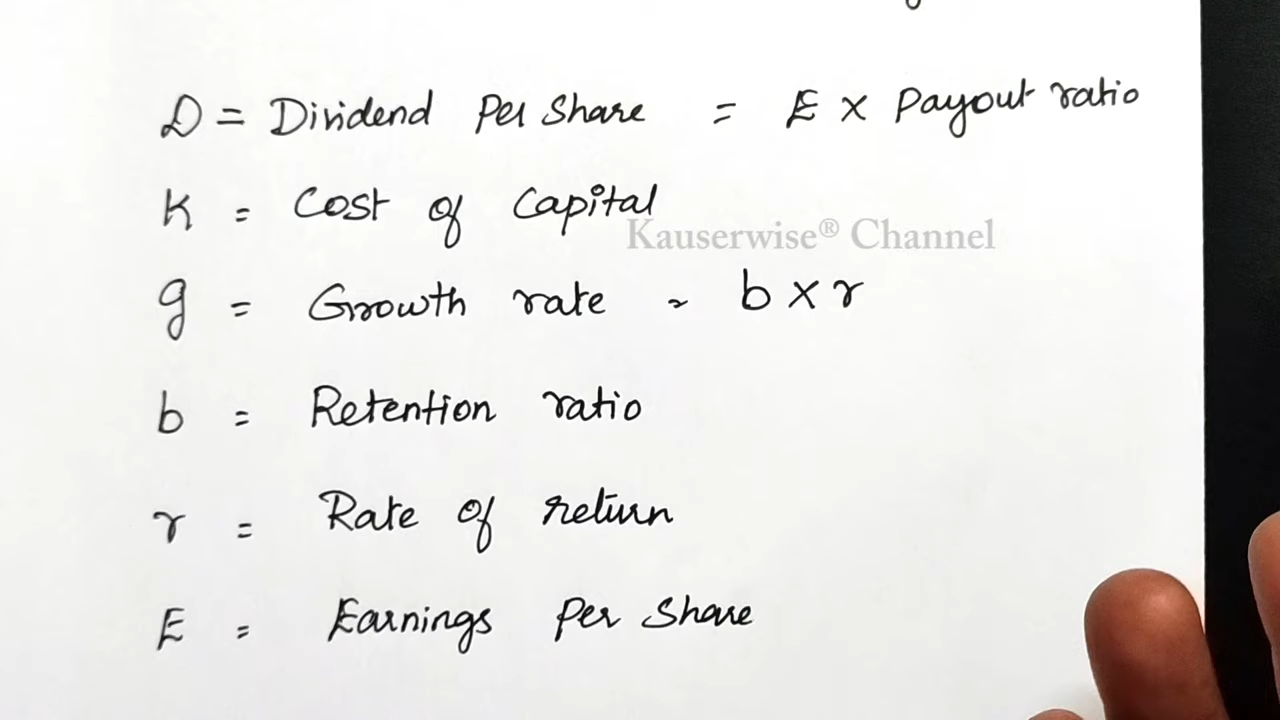 D = Dividend Per Share = E x Payout ratio
K = Cost of Capital
Kauserwise® Channel
g = Growth rate = b x r
b = Retention ratio
r = Rate of return
E = Earnings Per Share